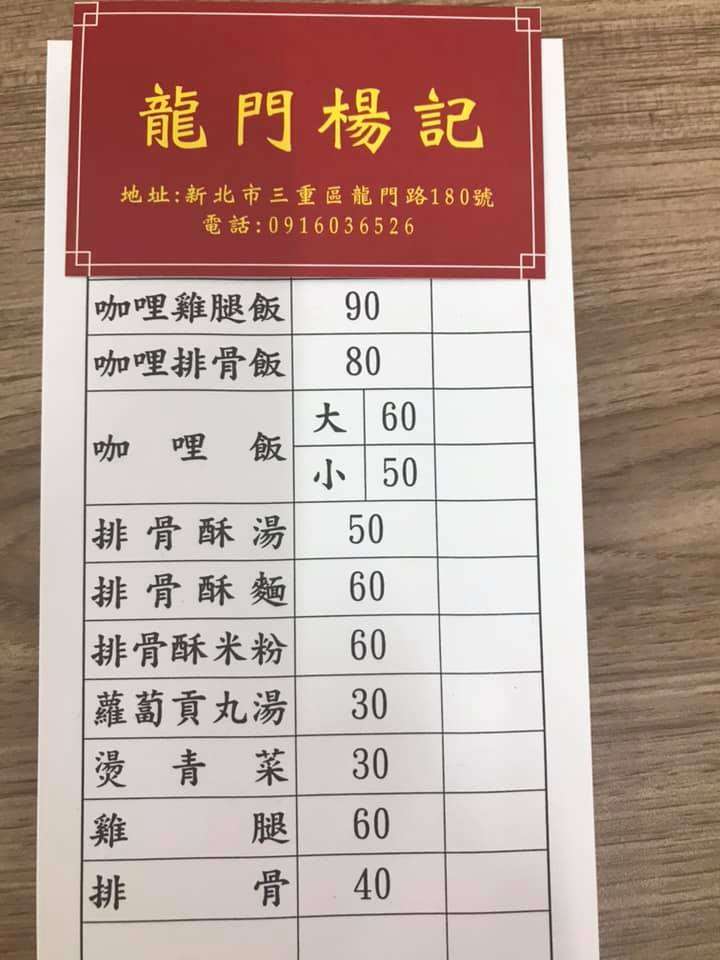 龍門楊記
地址:新北市三重區龍門路180號
電話:0916036526
咖哩雞腿飯 90
咖哩排骨飯 80
咖哩飯 大 60
小 50
排骨酥湯 50
排骨酥麵 60
排骨酥米粉 60
蘿蔔貢丸湯 30
燙青菜 30
雞腿 60
排骨 40